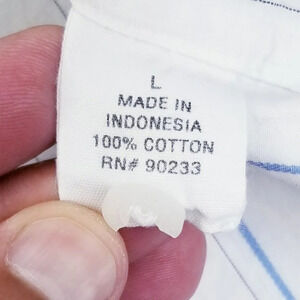 L
MADE IN
INDONESIA
100% COTTON
RN# 90233